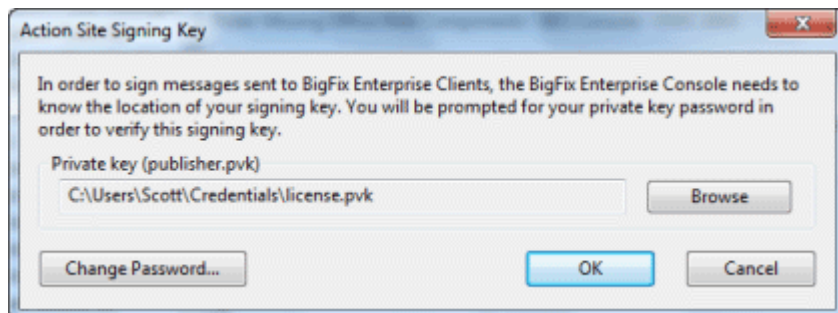 Action Site Signing Key
In order to sign messages sent to BigFix Enterprise Clients, the BigFix Enterprise Console needs to
know the location of your signing key. You will be prompted for your private key password in
order to verify this signing key.
Private key (publisher.pvk)
C:\Users\Scott\Credentials\license.pvk
Browse
Change Password...
OK
Cancel